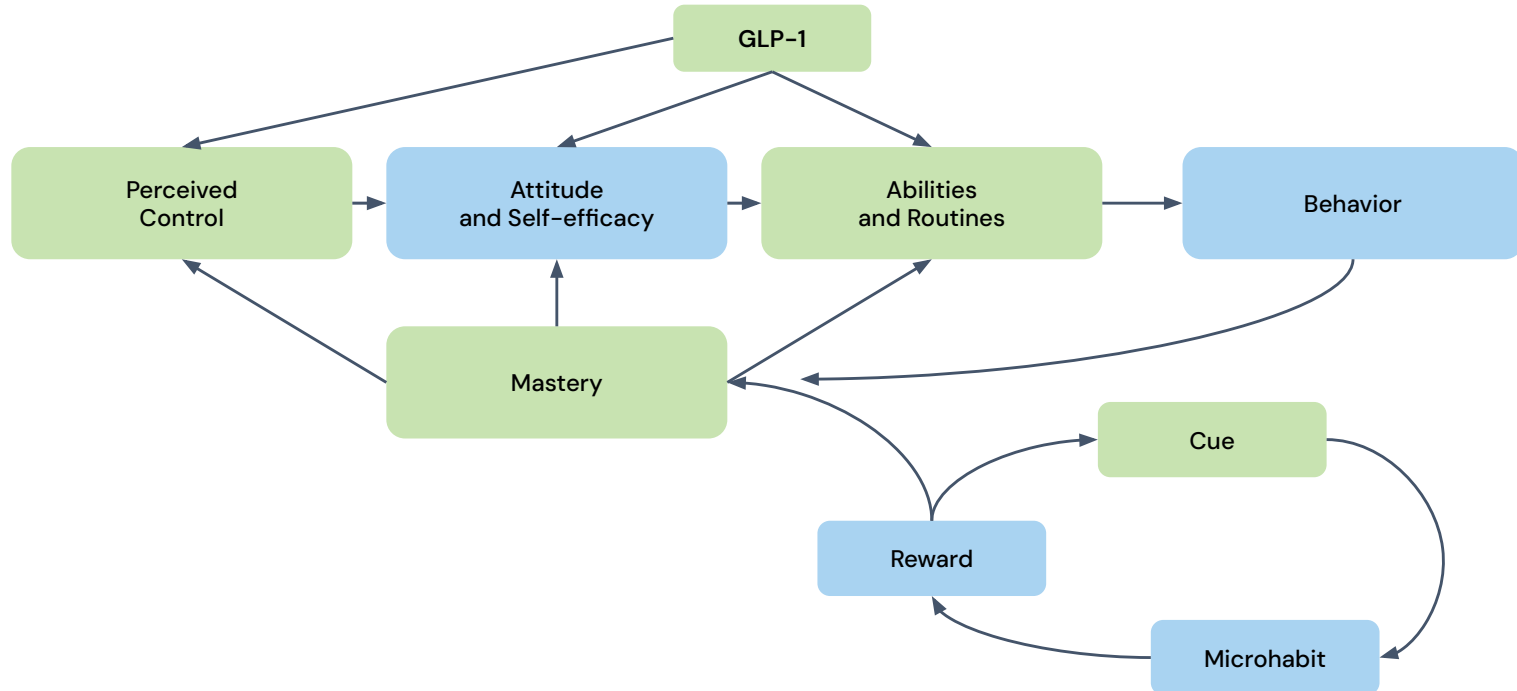 GLP-1
Perceived
Control
Attitude
and Self-efficacy
Abilities
and Routines
Behavior
Mastery
Cue
Reward
Microhabit